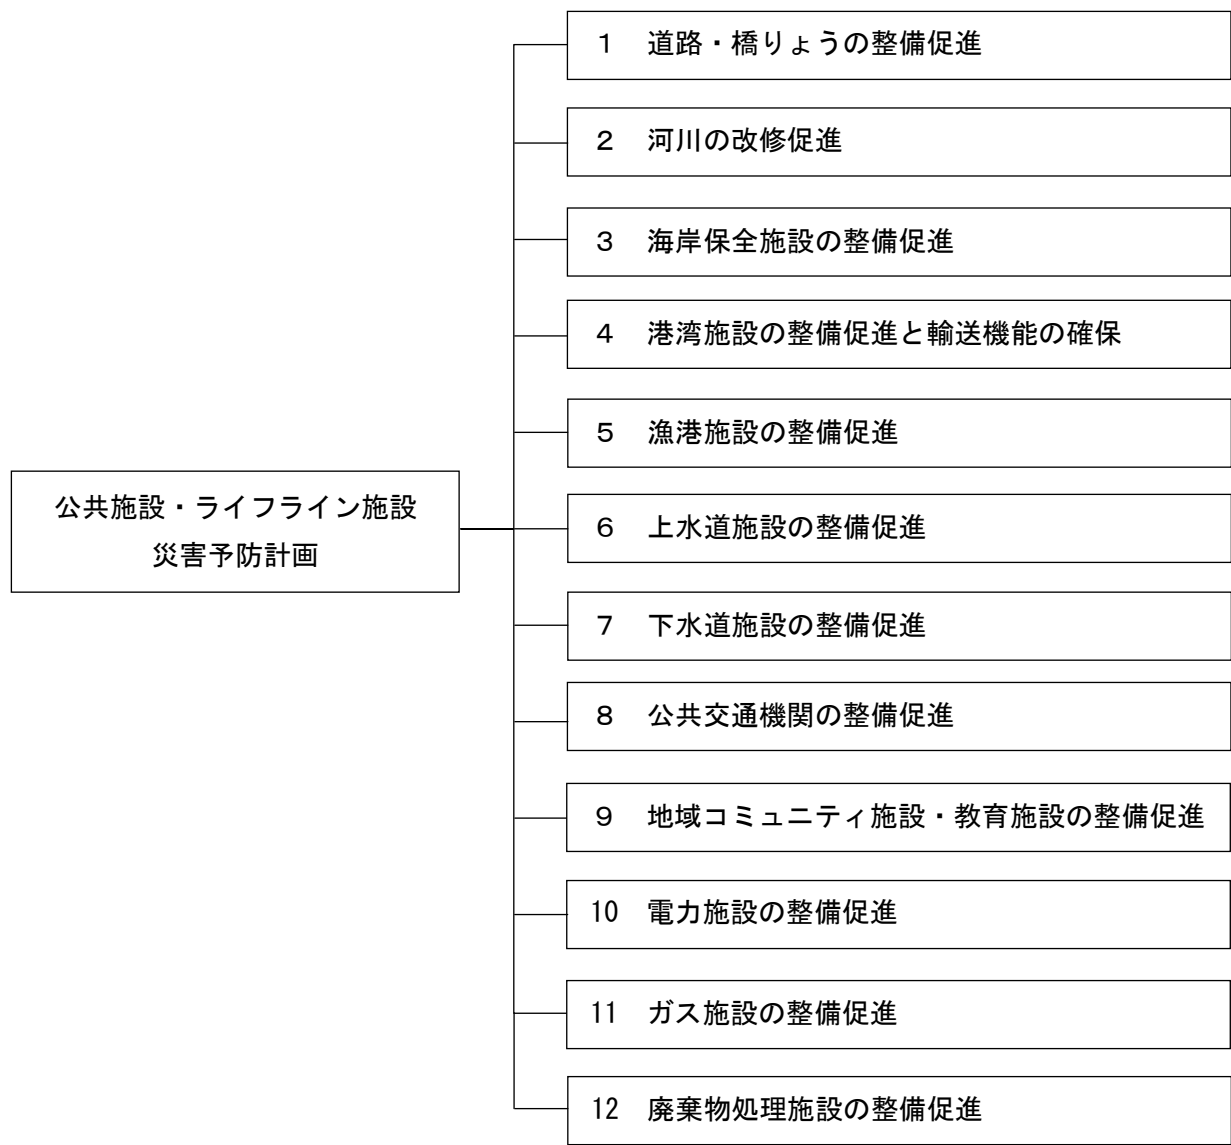 公共施設・ライフライン施設
災害予防計画
1 道路・橋りょうの整備促進
2 河川の改修促進
3 海岸保全施設の整備促進
4 港湾施設の整備促進と輸送機能の確保
5 漁港施設の整備促進
6 上水道施設の整備促進
7 下水道施設の整備促進
8 公共交通機関の整備促進
9 地域コミュニティ施設・教育施設の整備促進
10 電力施設の整備促進
11 ガス施設の整備促進
12 廃棄物処理施設の整備促進